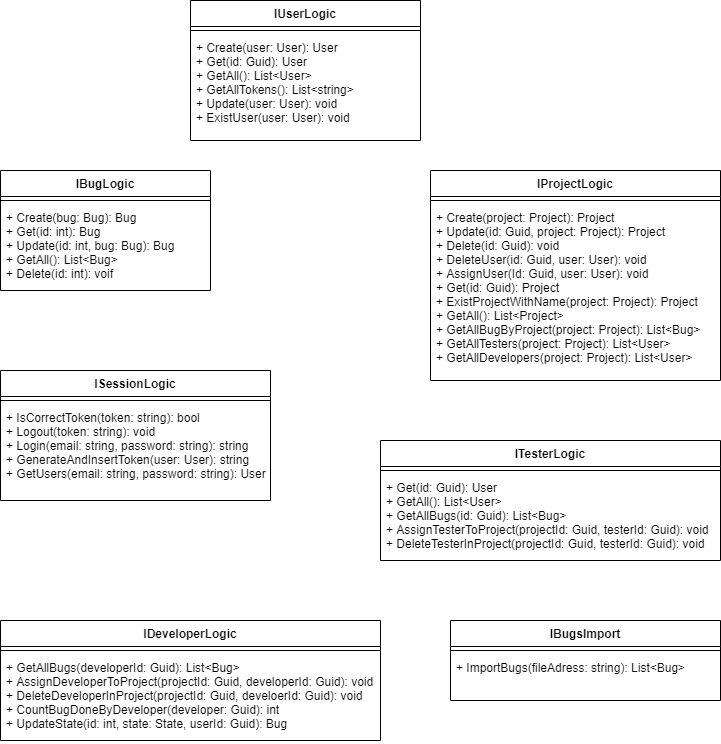 IUserLogic
+ Create(user: User): User
+ Get(id: Guid): User
+ GetAll(): List<User>
+ GetAllTokens(): List<string>
+ Update(user: User): void
+ ExistUser(user: User): void
IBugLogic
+ Create(bug: Bug): Bug
+ Get(id: int): Bug
+ Update(id: int, bug: Bug): Bug
+ GetAll(): List<Bug>
+ Delete(id: int): voif
IProjectLogic
+ Create(project: Project): Project
+ Update(id: Guid, project: Project): Project
+ Delete(id: Guid): void
+ DeleteUser(id: Guid, user: User): void
+ AssignUser(Id: Guid, user: User): void
+ Get(id: Guid): Project
+ ExistProjectWithName(project: Project): Project
+ GetAll(): List<Project>
+ GetAllBugByProject(project: Project): List<Bug>
+ GetAllTesters(project: Project): List<User>
+ GetAllDevelopers(project: Project): List<User>
ISessionLogic
+ IsCorrectToken(token: string): bool
+ Logout(token: string): void
+ Login(email: string, password: string): string
+ GenerateAndInsertToken(user: User): string
+ GetUsers(email: string, password: string): User
ITesterLogic
+ Get(id: Guid): User
+ GetAll(): List<User>
+ GetAllBugs(id: Guid): List<Bug>
+ AssignTesterToProject(projectId: Guid, testerId: Guid): void
+ DeleteTesterInProject(projectId: Guid, testerId: Guid): void
IDeveloperLogic
+ GetAllBugs(developerId: Guid): List<Bug>
+ AssignDeveloperToProject(projectId: Guid, developerId: Guid): void
+ DeleteDeveloperInProject(projectId: Guid, develoerId: Guid): void
+ CountBugDoneByDeveloper(developer: Guid): int
+ UpdateState(id: int, state: State, userId: Guid): Bug
IBugsImport
+ ImportBugs(fileAdress: string): List<Bug>